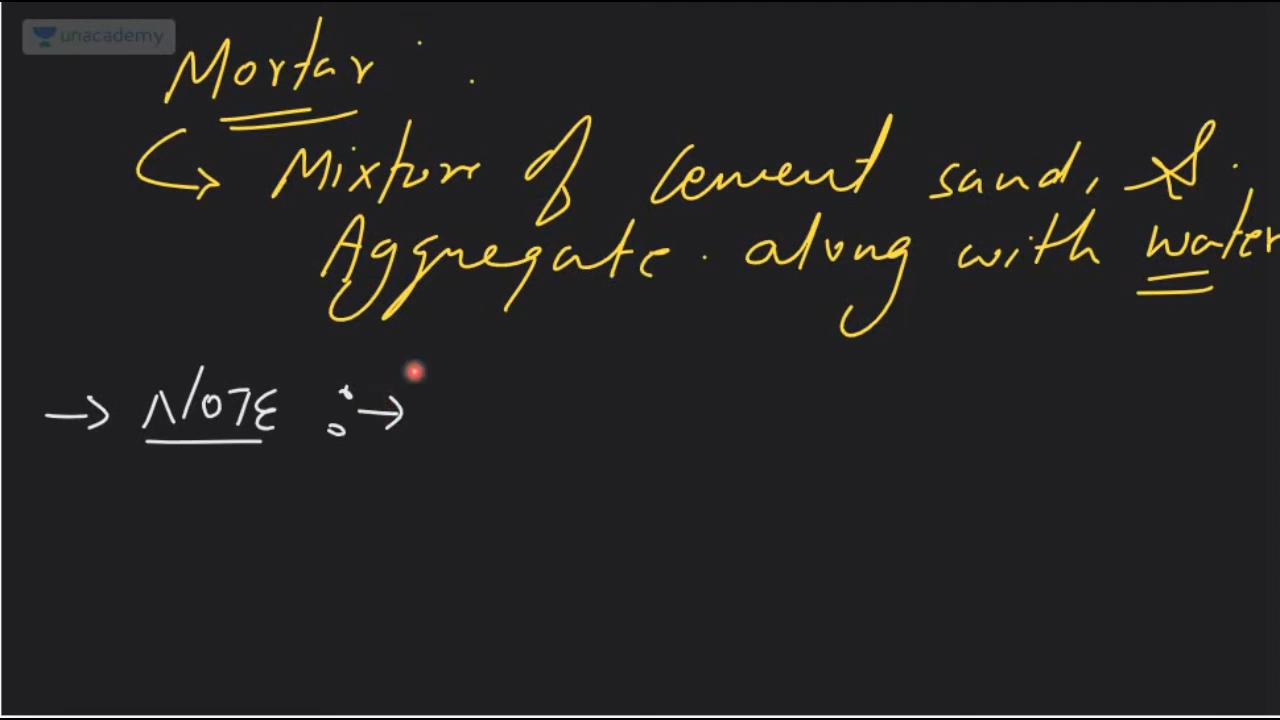 unacademy
Mortar :
↳ Mixture of cement sand, &
Aggregate. along with water
→ NOTE :→